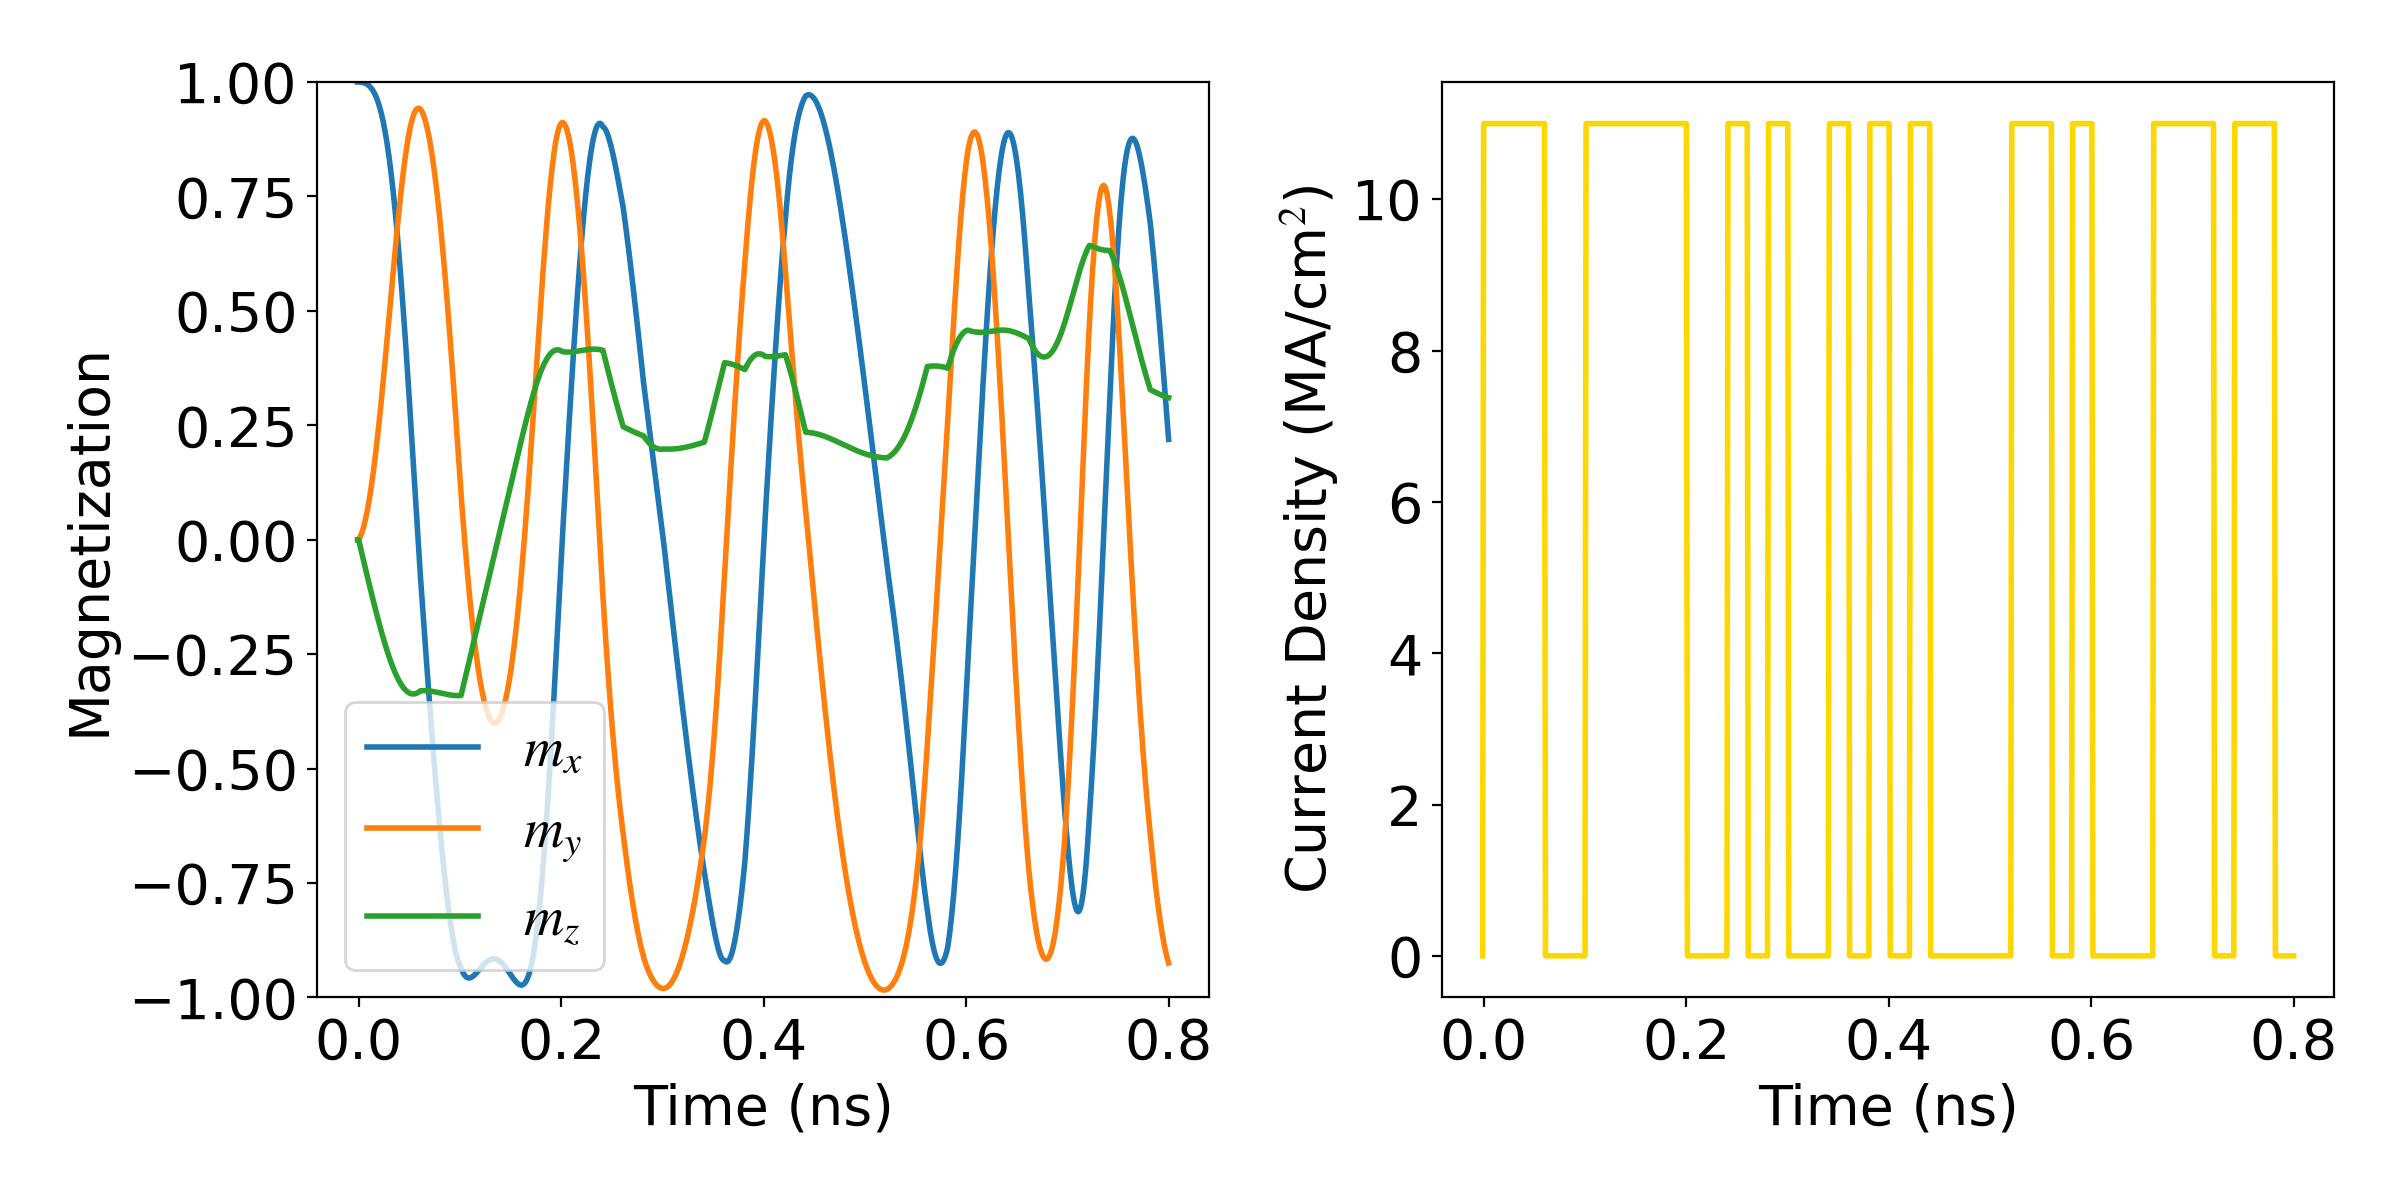 Magnetization
1.00
0.75
0.50
0.25
0.00
−0.25
−0.50
−0.75
−1.00
0.0 0.2 0.4 0.6 0.8
Time (ns)
m_x
m_y
m_z
Current Density (MA/cm²)
10
8
6
4
2
0
0.0 0.2 0.4 0.6 0.8
Time (ns)